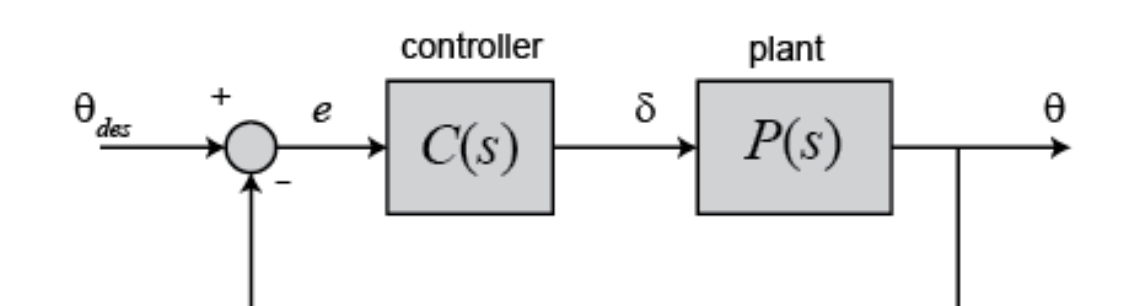 controller
plant
θdes
+
e
C(s)
δ
P(s)
θ
-